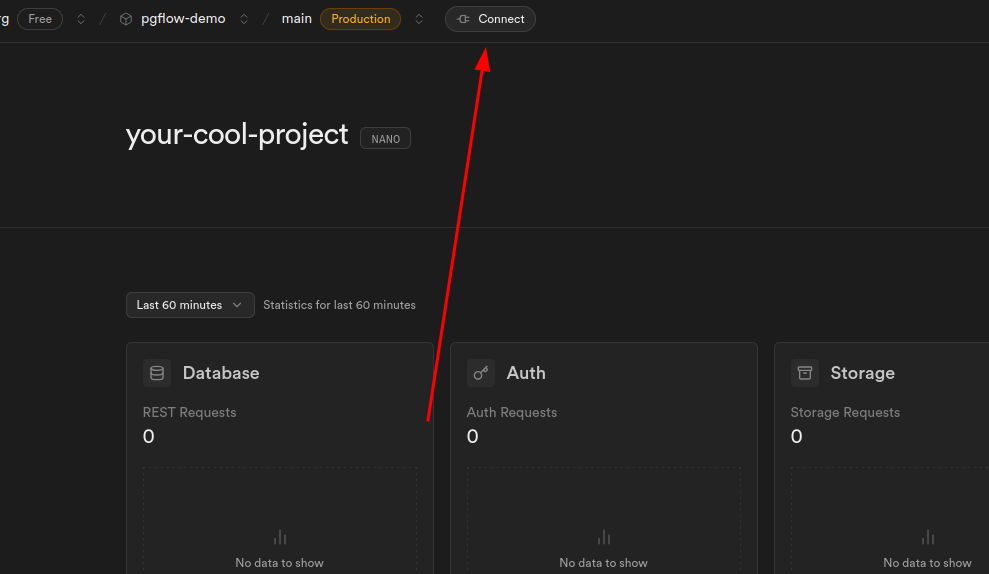 Free pgflow-demo / main Production Connect
your-cool-project NANO
Last 60 minutes Statistics for last 60 minutes
Database Auth Storage
REST Requests Auth Requests Storage Requests
0 0 0
No data to show No data to show No data to show